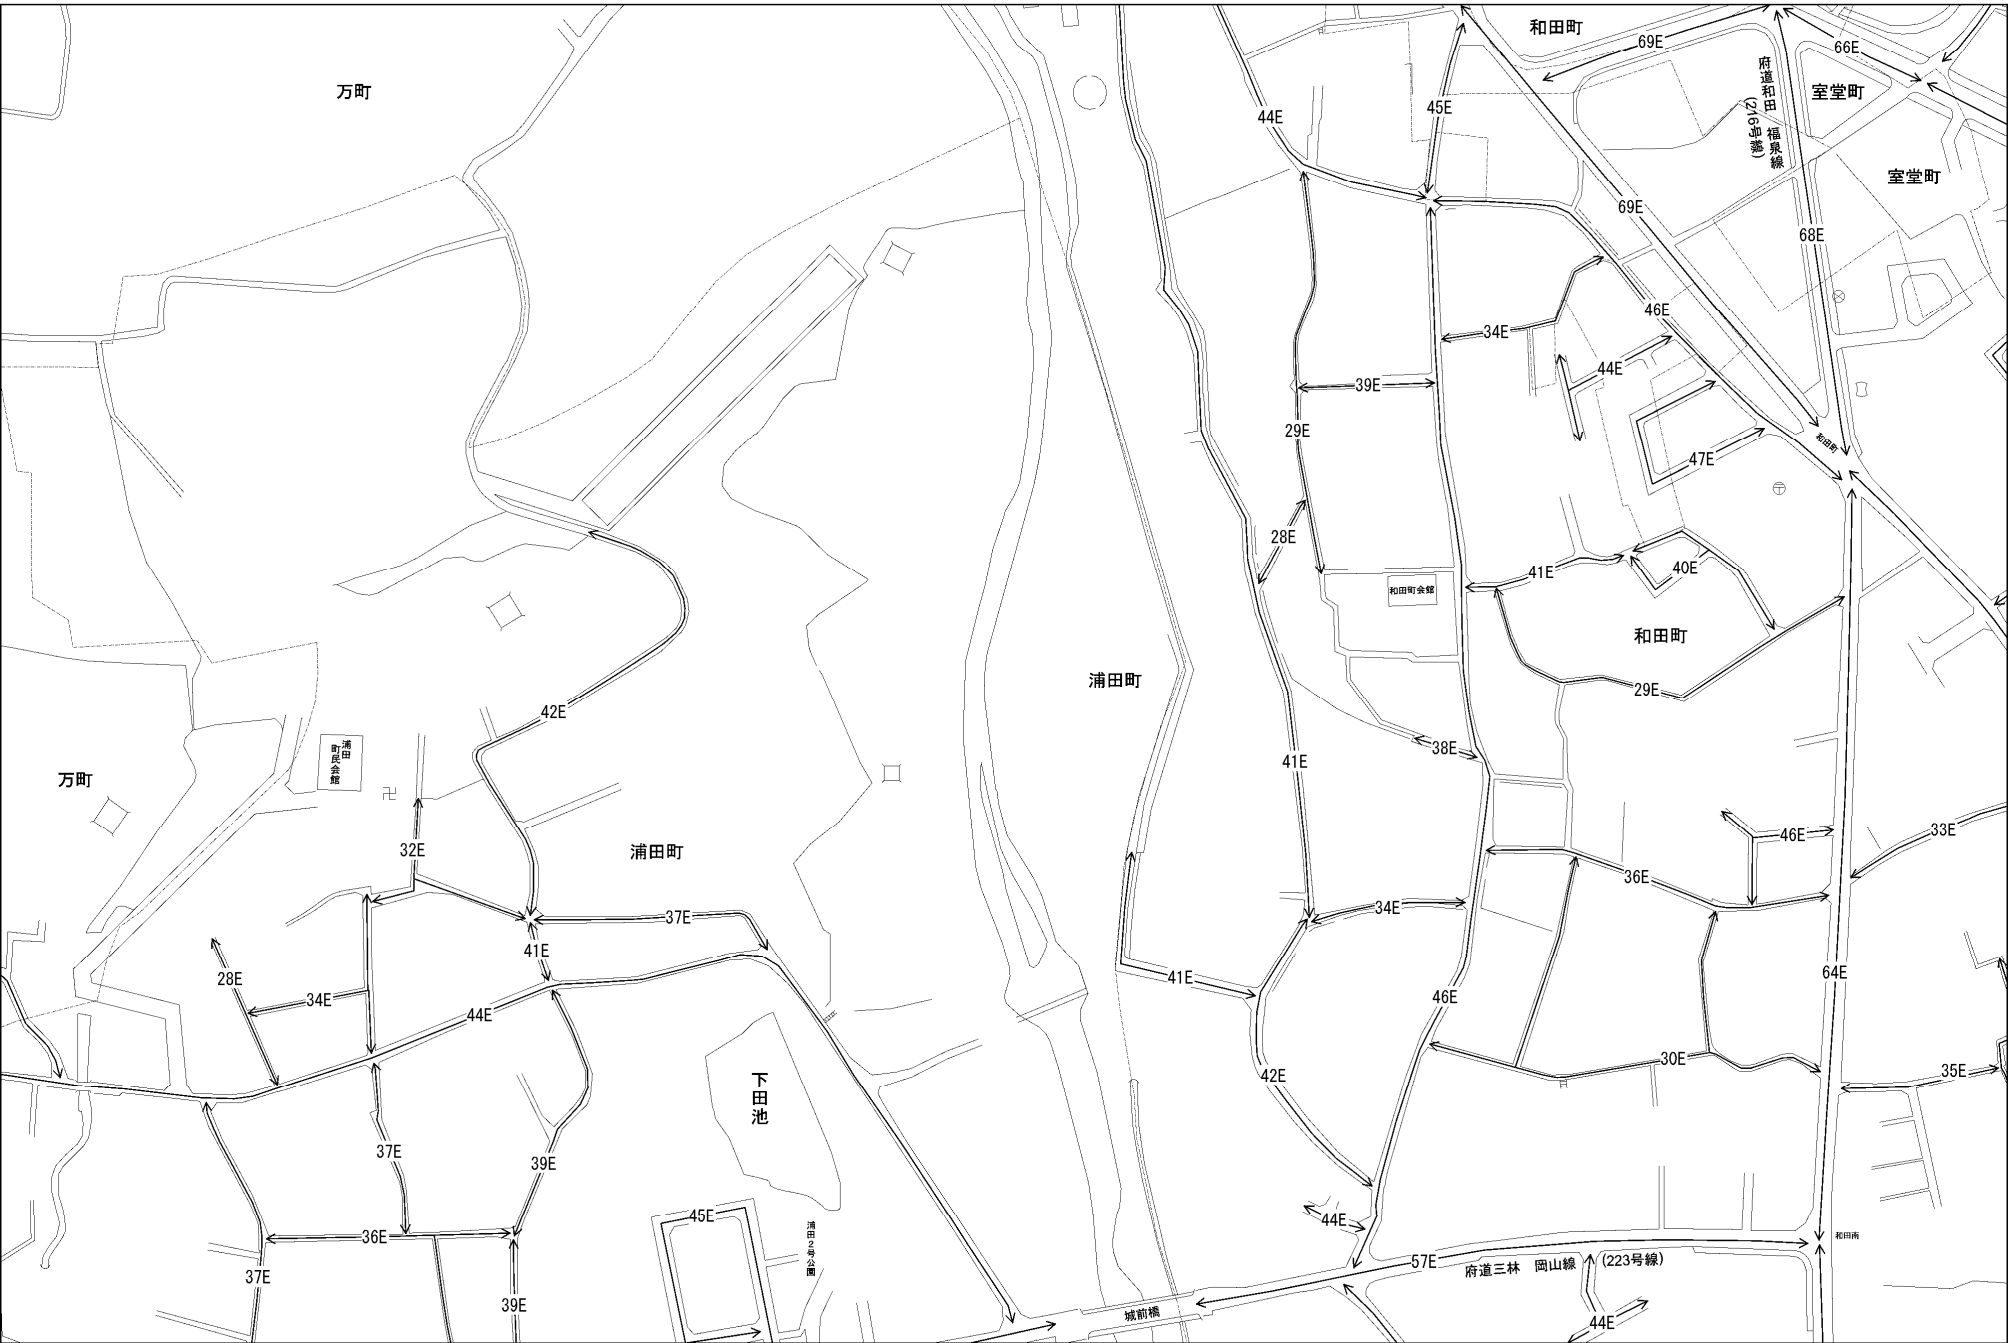 和田町
69E
66E
万町
府道和田 福泉線
(216号線)
室堂町
45E
44E
室堂町
69E
68E
46E
34E
44E
39E
29E
和田町
47E
28E
41E
40E
和田町会館
和田町
浦田町
29E
42E
38E
浦田
町民会館
41E
万町
46E
33E
32E
浦田町
36E
34E
37E
41E
64E
28E
41E
34E
46E
44E
30E
35E
42E
下田池
37E
39E
45E
44E
浦田2号公園
36E
和田南
57E
府道三林 岡山線
(223号線)
37E
39E
城前橋
44E